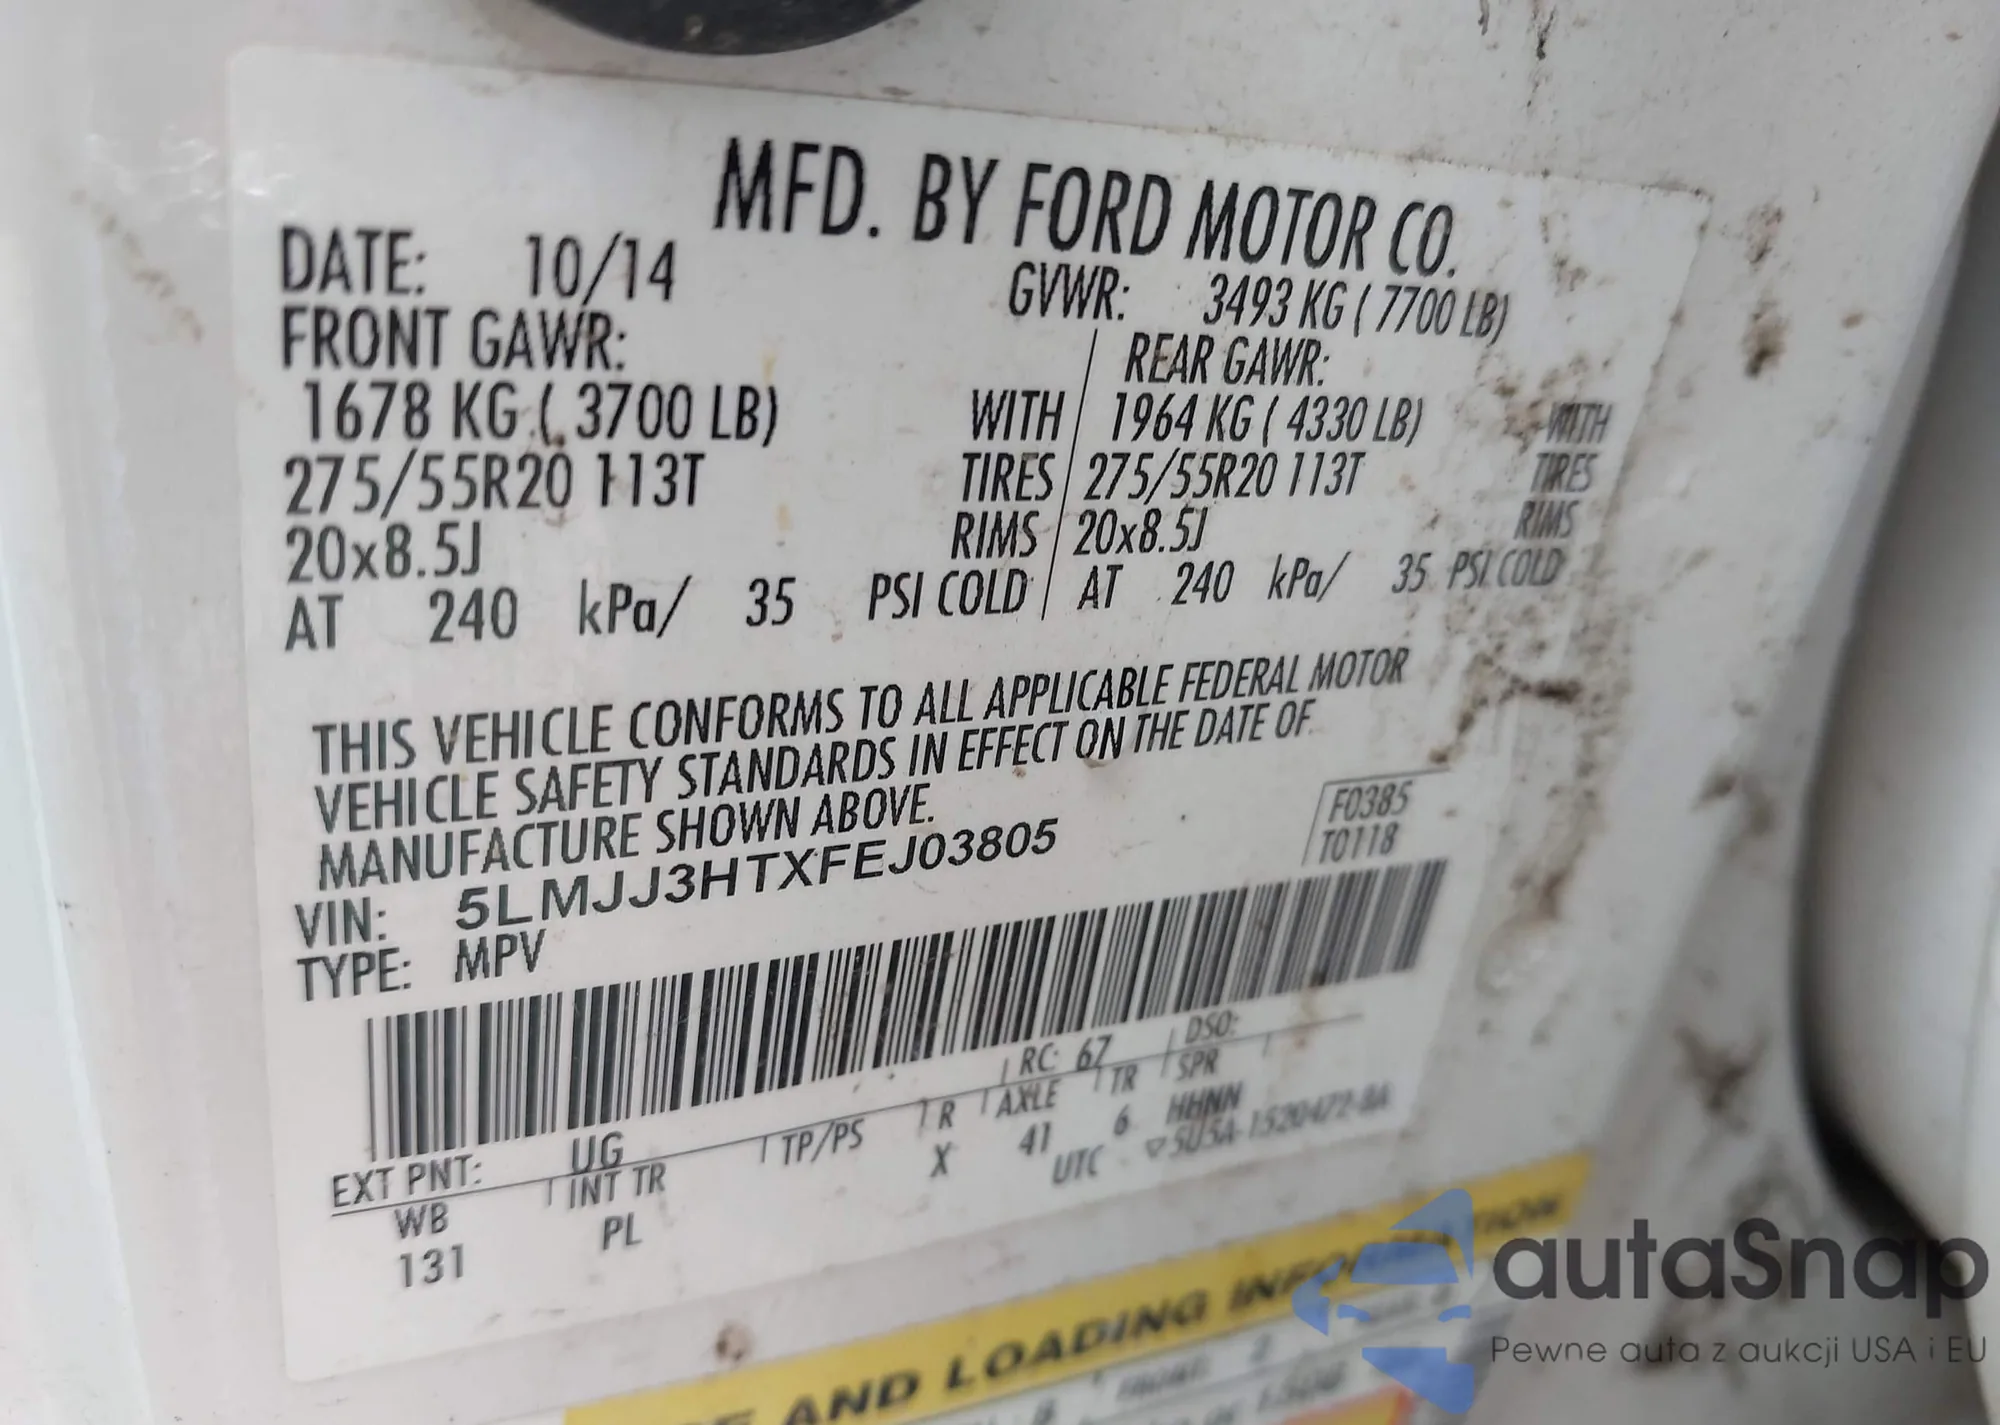 MFD. BY FORD MOTOR CO.
DATE: 10/14 GVWR: 3493 KG ( 7700 LB)
FRONT GAWR: REAR GAWR:
1678 KG ( 3700 LB) WITH 1964 KG ( 4330 LB) WITH
275/55R20 113T TIRES 275/55R20 113T TIRES
20x8.5J RIMS 20x8.5J RIMS
AT 240 kPa/ 35 PSI COLD AT 240 kPa/ 35 PSI COLD
THIS VEHICLE CONFORMS TO ALL APPLICABLE FEDERAL MOTOR
VEHICLE SAFETY STANDARDS IN EFFECT ON THE DATE OF
MANUFACTURE SHOWN ABOVE.
F0385
T0118
VIN: 5LMJJ3HTXFEJ03805
TYPE: MPV
EXT PNT: UG RC: 67 DSO:
WB INT TR TP/PS R AXLE TR SPR
131 PL X 41 6 HHNN
UTC ▽SU5A-1520472-BA
AND LOADING INFORMATION
autaSnap
Pewne auta z aukcji USA i EU